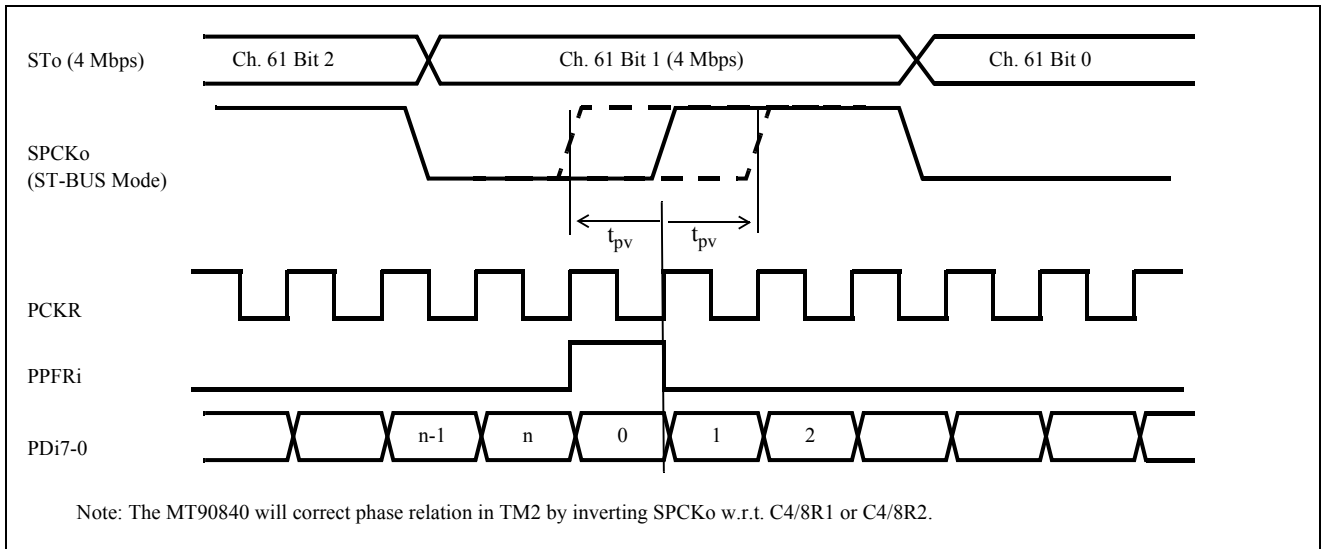 STo (4 Mbps)
Ch. 61 Bit 2
Ch. 61 Bit 1 (4 Mbps)
Ch. 61 Bit 0
SPCKo
(ST-BUS Mode)
tpv
tpv
PCKR
PPFRi
PDi7-0
n-1
n
0
1
2
Note: The MT90840 will correct phase relation in TM2 by inverting SPCKo w.r.t. C4/8R1 or C4/8R2.